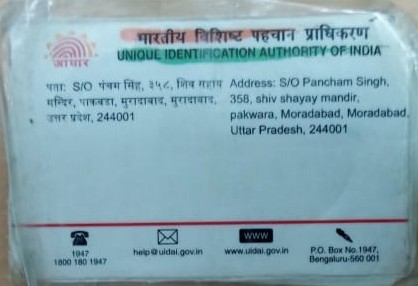 भारतीय विशिष्ट पहचान प्राधिकरण
UNIQUE IDENTIFICATION AUTHORITY OF INDIA
आधार
पता: S/O पंचम सिंह, ३५८, शिव सहाय
मन्दिर, पाकवडा, मुरादाबाद, मुरादाबाद,
उत्तर प्रदेश, 244001
Address: S/O Pancham Singh,
358, shiv shayay mandir,
pakwara, Moradabad, Moradabad,
Uttar Pradesh, 244001
1947
1800 180 1947
help@uidai.gov.in
WWW
www.uidai.gov.in
P.O. Box No.1947,
Bengaluru-560 001